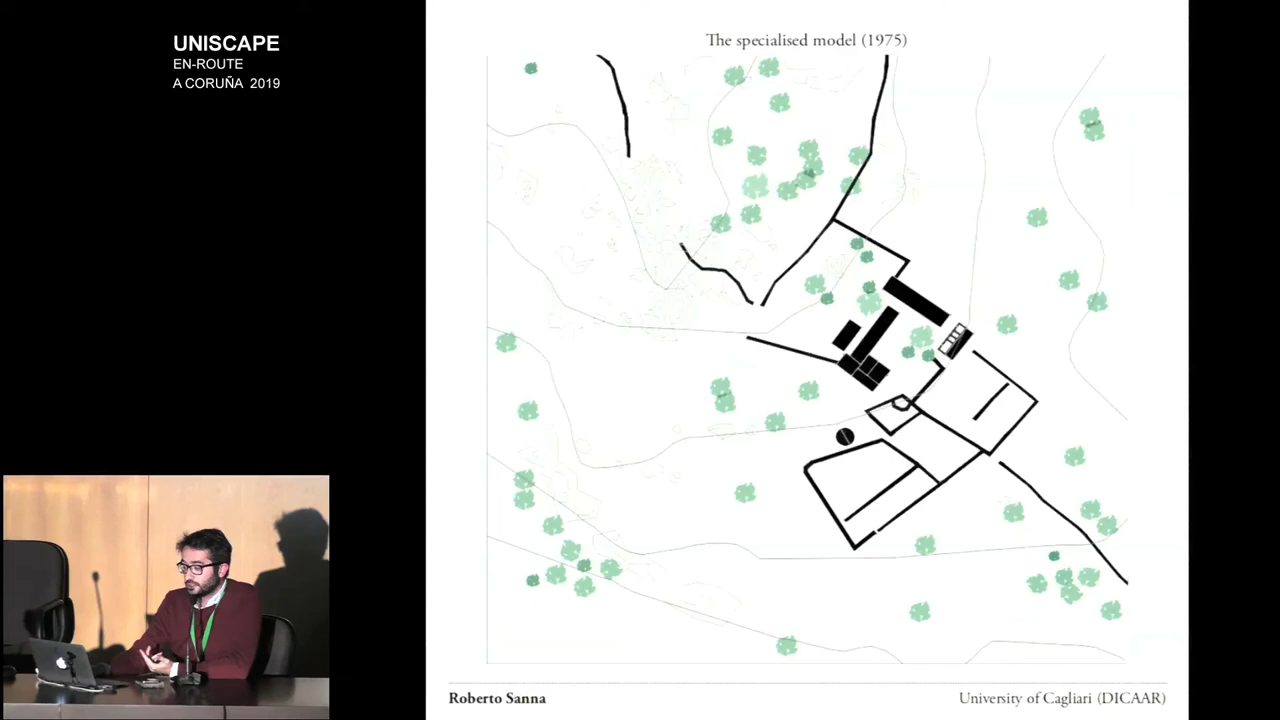 UNISCAPE
EN-ROUTE
A CORUÑA 2019
The specialised model (1975)
Roberto Sanna
University of Cagliari (DICAAR)